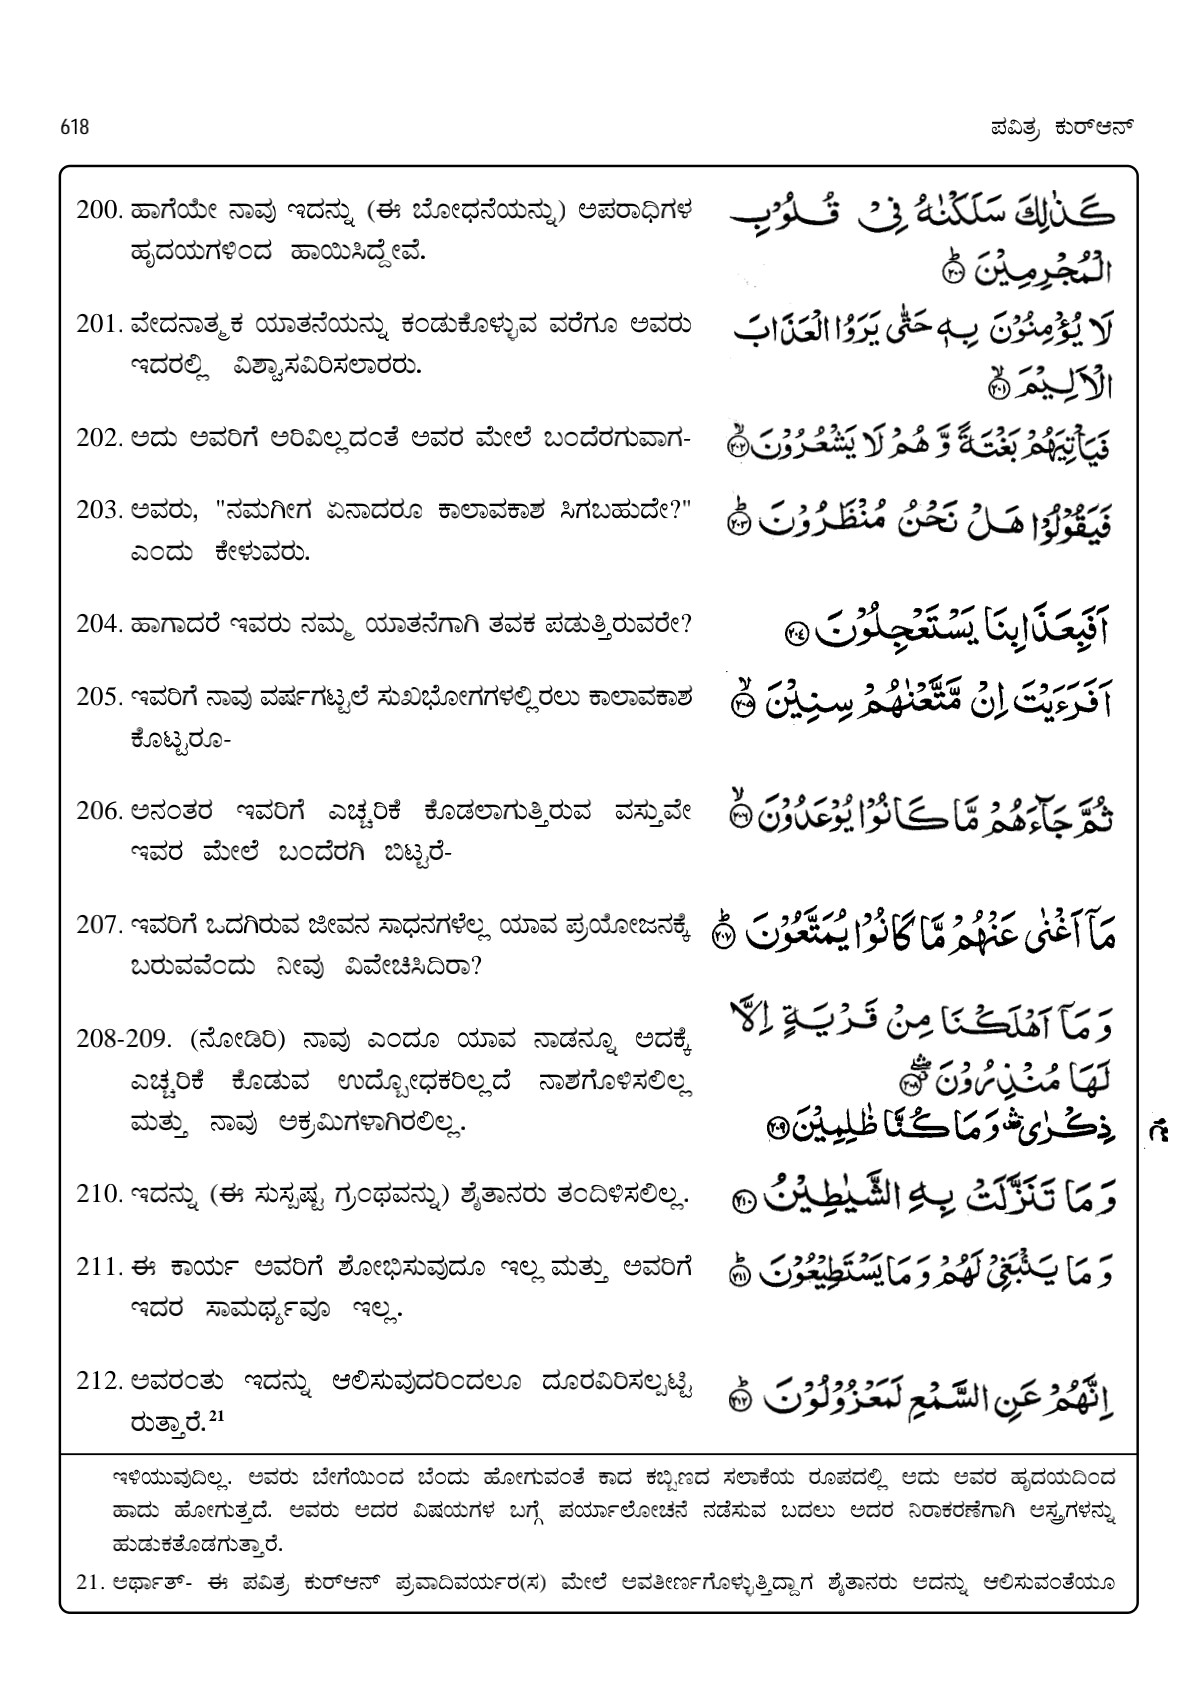 618
ಪವಿತ್ರ ಕುರ್‌ಆನ್
200. ಹಾಗೆಯೇ ನಾವು ಇದನ್ನು (ಈ ಬೋಧನೆಯನ್ನು) ಅಪರಾಧಿಗಳ
ಹೃದಯಗಳಿಂದ ಹಾಯಿಸಿದ್ದೇವೆ.
كَذٰلِكَ سَلَكْنٰهُ فِیْ قُلُوْبِ
الْمُجْرِمِیْنَ ﴿٢٠٠﴾ؕ
201. ವೇದನಾತ್ಮಕ ಯಾತನೆಯನ್ನು ಕಂಡುಕೊಳ್ಳುವ ವರೆಗೂ ಅವರು
ಇದರಲ್ಲಿ ವಿಶ್ವಾಸವಿರಿಸಲಾರರು.
لَا یُؤْمِنُوْنَ بِهٖ حَتّٰی یَرَوُا الْعَذَابَ
الْاَلِیْمَ ﴿٢٠١﴾ۙ
202. ಅದು ಅವರಿಗೆ ಅರಿವಿಲ್ಲದಂತೆ ಅವರ ಮೇಲೆ ಬಂದೆರಗುವಾಗ-
فَیَاْتِیَهُمْ بَغْتَةً وَّ هُمْ لَا یَشْعُرُوْنَ ﴿٢٠٢﴾ۙ
203. ಅವರು, "ನಮಗೀಗ ಏನಾದರೂ ಕಾಲಾವಕಾಶ ಸಿಗಬಹುದೇ?"
ಎಂದು ಕೇಳುವರು.
فَیَقُوْلُوْا هَلْ نَحْنُ مُنْظَرُوْنَ ﴿٢٠٣﴾ؕ
204. ಹಾಗಾದರೆ ಇವರು ನಮ್ಮ ಯಾತನೆಗಾಗಿ ತವಕ ಪಡುತ್ತಿರುವರೇ?
اَفَبِعَذَابِنَا یَسْتَعْجِلُوْنَ ﴿٢٠٤﴾
205. ಇವರಿಗೆ ನಾವು ವರ್ಷಗಟ್ಟಲೆ ಸುಖಭೋಗಗಳಲ್ಲಿರಲು ಕಾಲಾವಕಾಶ
ಕೊಟ್ಟರೂ-
اَفَرَءَیْتَ اِنْ مَّتَّعْنٰهُمْ سِنِیْنَ ﴿٢٠٥﴾ۙ
206. ಅನಂತರ ಇವರಿಗೆ ಎಚ್ಚರಿಕೆ ಕೊಡಲಾಗುತ್ತಿರುವ ವಸ್ತುವೇ
ಇವರ ಮೇಲೆ ಬಂದೆರಗಿ ಬಿಟ್ಟರೆ-
ثُمَّ جَآءَهُمْ مَّا كَانُوْا یُوْعَدُوْنَ ﴿٢٠٦﴾ۙ
207. ಇವರಿಗೆ ಒದಗಿರುವ ಜೀವನ ಸಾಧನಗಳೆಲ್ಲ ಯಾವ ಪ್ರಯೋಜನಕ್ಕೆ
ಬರುವವೆಂದು ನೀವು ವಿವೇಚಿಸಿದಿರಾ?
مَاۤ اَغْنٰی عَنْهُمْ مَّا كَانُوْا یُمَتَّعُوْنَ ﴿٢٠٧﴾ؕ
208-209. (ನೋಡಿರಿ) ನಾವು ಎಂದೂ ಯಾವ ನಾಡನ್ನೂ ಅದಕ್ಕೆ
ಎಚ್ಚರಿಕೆ ಕೊಡುವ ಉದ್ಬೋಧಕರಿಲ್ಲದೆ ನಾಶಗೊಳಿಸಲಿಲ್ಲ
ಮತ್ತು ನಾವು ಅಕ್ರಮಿಗಳಾಗಿರಲಿಲ್ಲ.
وَ مَاۤ اَهْلَكْنَا مِنْ قَرْیَةٍ اِلَّا
لَهَا مُنْذِرُوْنَ ﴿٢٠٨﴾
ذِكْرٰی وَ مَا كُنَّا ظٰلِمِیْنَ ﴿٢٠٩﴾
210. ಇದನ್ನು (ಈ ಸುಸ್ಪಷ್ಟ ಗ್ರಂಥವನ್ನು) ಶೈತಾನರು ತಂದಿಳಿಸಲಿಲ್ಲ.
وَ مَا تَنَزَّلَتْ بِهِ الشَّیٰطِیْنُ ﴿٢١٠﴾
211. ಈ ಕಾರ್ಯ ಅವರಿಗೆ ಶೋಭಿಸುವುದೂ ಇಲ್ಲ ಮತ್ತು ಅವರಿಗೆ
ಇದರ ಸಾಮರ್ಥ್ಯವೂ ಇಲ್ಲ.
وَ مَا یَنْۢبَغِیْ لَهُمْ وَ مَا یَسْتَطِیْعُوْنَ ﴿٢١١﴾ؕ
212. ಅವರಂತು ಇದನ್ನು ಆಲಿಸುವುದರಿಂದಲೂ ದೂರವಿರಿಸಲ್ಪಟ್ಟಿ
ರುತ್ತಾರೆ.21
اِنَّهُمْ عَنِ السَّمْعِ لَمَعْزُوْلُوْنَ ﴿٢١٢﴾ؕ
ಇಳಿಯುವುದಿಲ್ಲ. ಅವರು ಬೇಗೆಯಿಂದ ಬೆಂದು ಹೋಗುವಂತೆ ಕಾದ ಕಬ್ಬಿಣದ ಸಲಾಕೆಯ ರೂಪದಲ್ಲಿ ಅದು ಅವರ ಹೃದಯದಿಂದ
ಹಾದು ಹೋಗುತ್ತದೆ. ಅವರು ಅದರ ವಿಷಯಗಳ ಬಗ್ಗೆ ಪರ್ಯಾಲೋಚನೆ ನಡೆಸುವ ಬದಲು ಅದರ ನಿರಾಕರಣೆಗಾಗಿ ಅಸ್ತ್ರಗಳನ್ನು
ಹುಡುಕತೊಡಗುತ್ತಾರೆ.
21. ಅರ್ಥಾತ್- ಈ ಪವಿತ್ರ ಕುರ್‌ಆನ್ ಪ್ರವಾದಿವರ್ಯರ(ಸ) ಮೇಲೆ ಅವತೀರ್ಣಗೊಳ್ಳುತ್ತಿದ್ದಾಗ ಶೈತಾನರು ಅದನ್ನು ಆಲಿಸುವಂತೆಯೂ